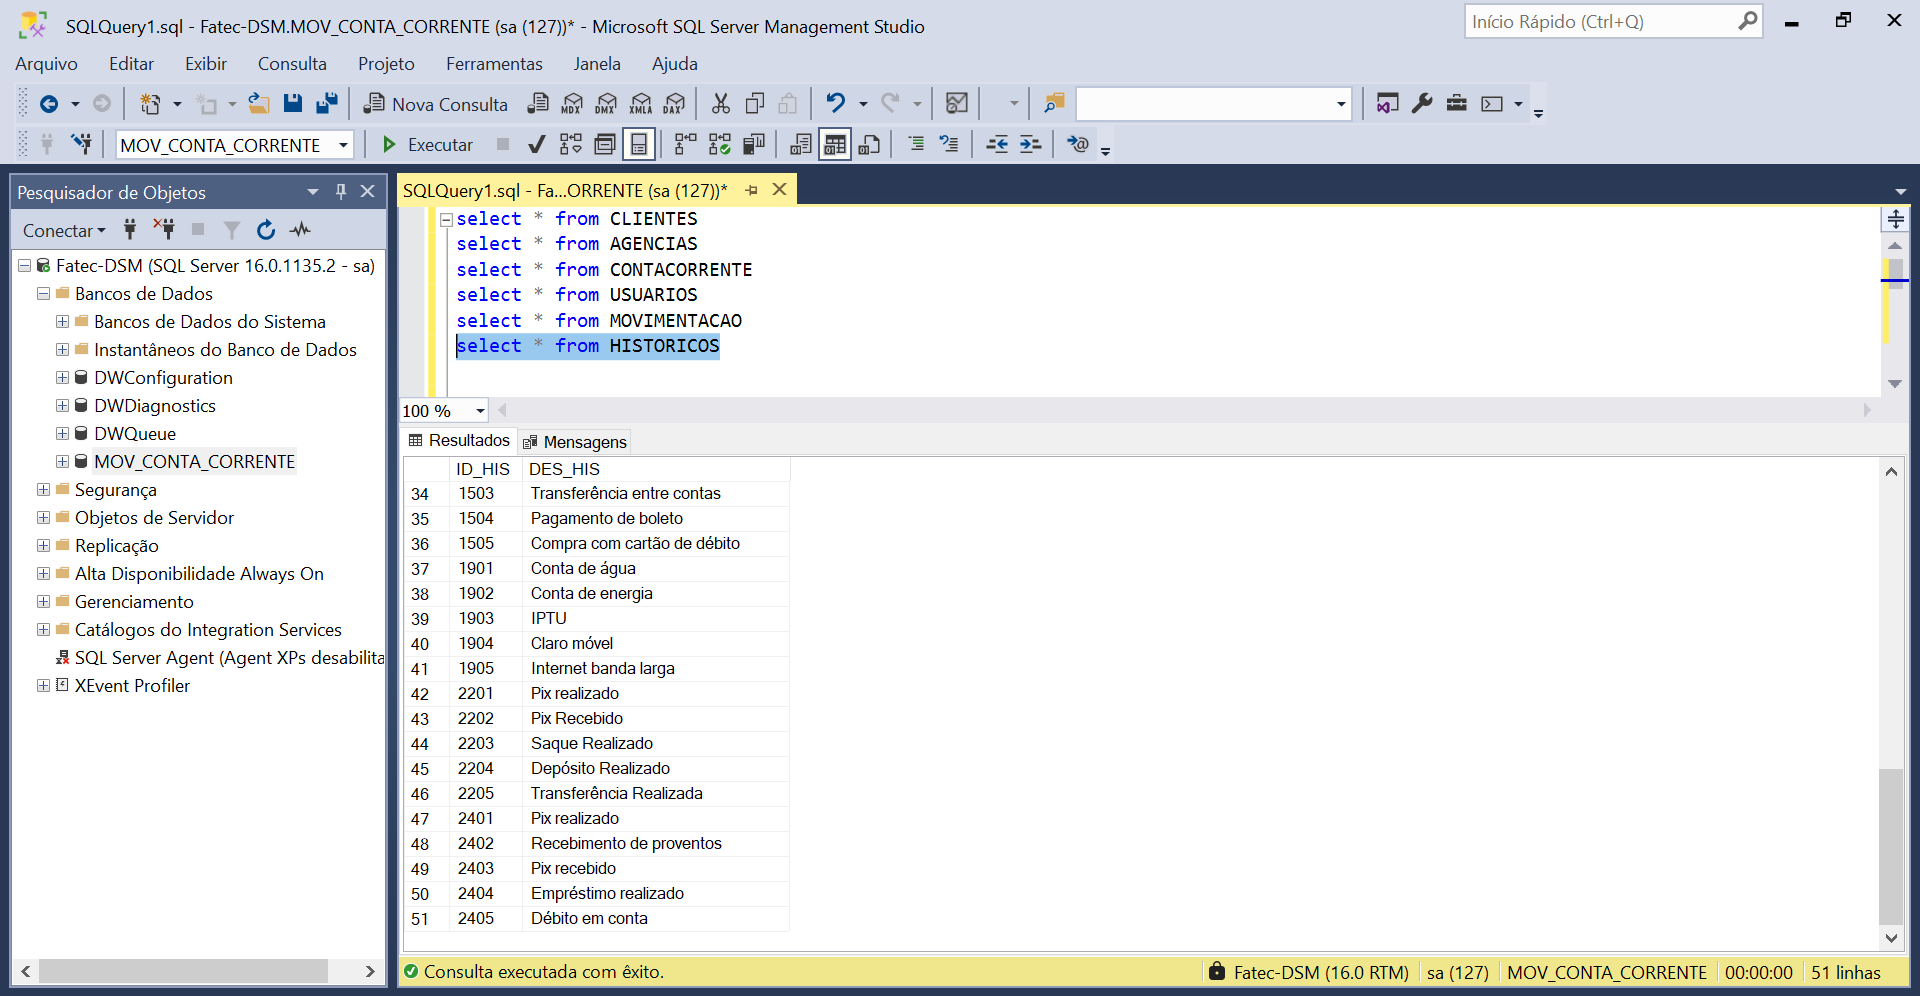 SQLQuery1.sql - Fatec-DSM.MOV_CONTA_CORRENTE (sa (127))* - Microsoft SQL Server Management Studio
Início Rápido (Ctrl+Q)
Arquivo Editar Exibir Consulta Projeto Ferramentas Janela Ajuda
Nova Consulta MDX DMX XMLA DAX
MOV_CONTA_CORRENTE Executar
Pesquisador de Objetos
Conectar
Fatec-DSM (SQL Server 16.0.1135.2 - sa)
Bancos de Dados
Bancos de Dados do Sistema
Instantâneos do Banco de Dados
DWConfiguration
DWDiagnostics
DWQueue
MOV_CONTA_CORRENTE
Segurança
Objetos de Servidor
Replicação
Alta Disponibilidade Always On
Gerenciamento
Catálogos do Integration Services
SQL Server Agent (Agent XPs desabilita
XEvent Profiler
SQLQuery1.sql - Fa...ORRENTE (sa (127))*
select * from CLIENTES
select * from AGENCIAS
select * from CONTACORRENTE
select * from USUARIOS
select * from MOVIMENTACAO
select * from HISTORICOS
100 %
Resultados Mensagens
ID_HIS DES_HIS
34 1503 Transferência entre contas
35 1504 Pagamento de boleto
36 1505 Compra com cartão de débito
37 1901 Conta de água
38 1902 Conta de energia
39 1903 IPTU
40 1904 Claro móvel
41 1905 Internet banda larga
42 2201 Pix realizado
43 2202 Pix Recebido
44 2203 Saque Realizado
45 2204 Depósito Realizado
46 2205 Transferência Realizada
47 2401 Pix realizado
48 2402 Recebimento de proventos
49 2403 Pix recebido
50 2404 Empréstimo realizado
51 2405 Débito em conta
Consulta executada com êxito. Fatec-DSM (16.0 RTM) sa (127) MOV_CONTA_CORRENTE 00:00:00 51 linhas